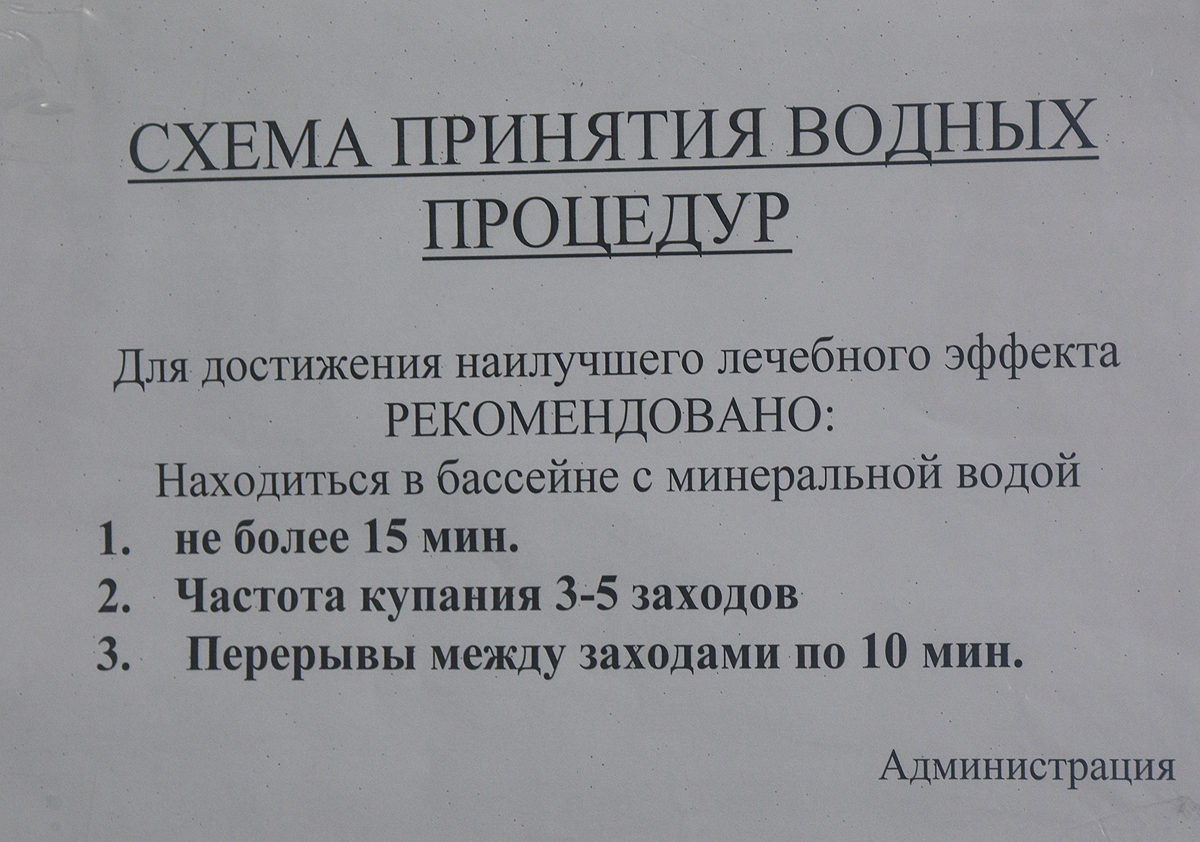 СХЕМА ПРИНЯТИЯ ВОДНЫХ
ПРОЦЕДУР
Для достижения наилучшего лечебного эффекта
РЕКОМЕНДОВАНО:
Находиться в бассейне с минеральной водой
1. не более 15 мин.
2. Частота купания 3-5 заходов
3. Перерывы между заходами по 10 мин.
Администрация